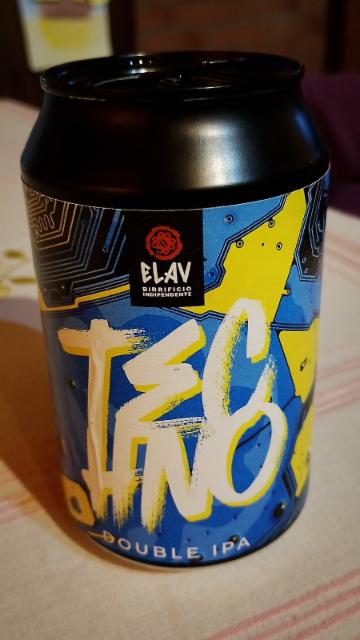 ELAV
BIRRIFICIO
INDIPENDENTE
TEC
HNO
DOUBLE IPA